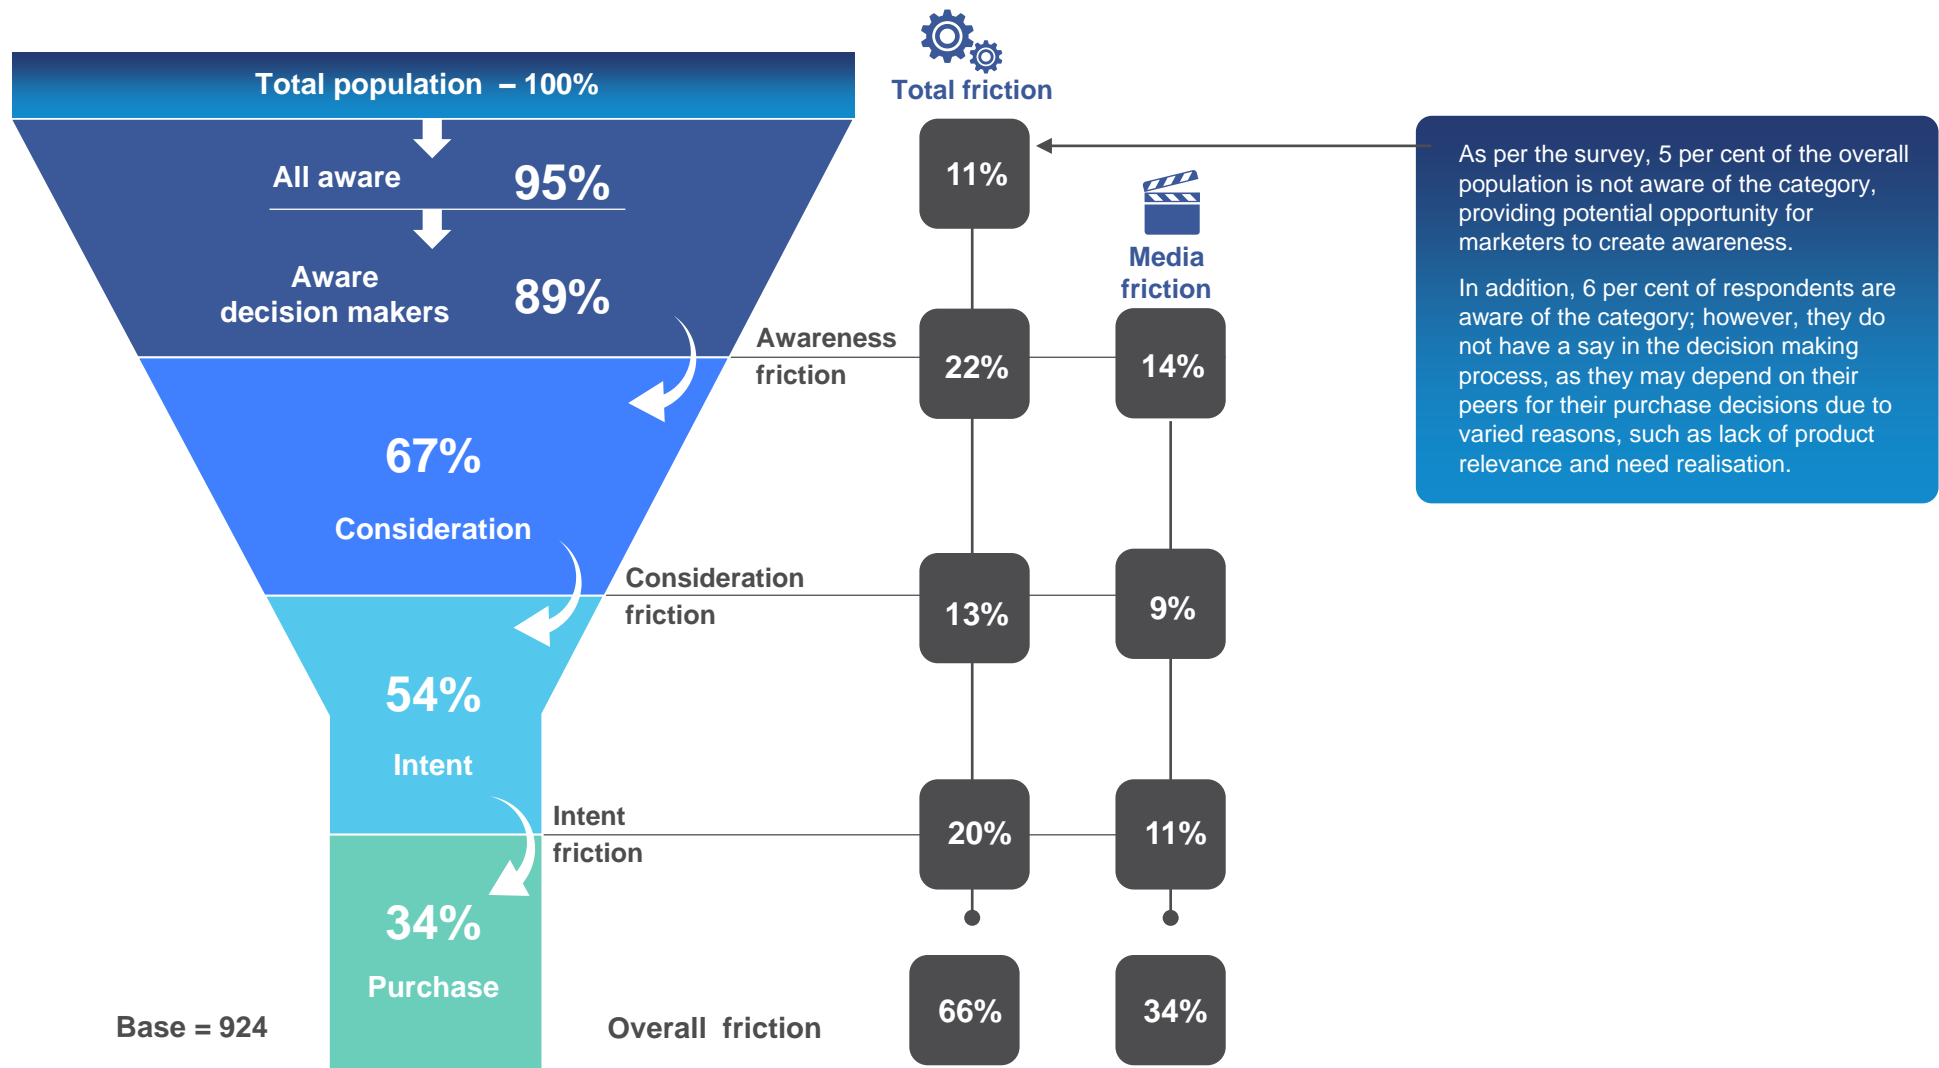 Total population – 100%
All aware 95%
Aware
decision makers 89%
67%
Consideration
54%
Intent
34%
Purchase
Base = 924
Awareness
friction
Consideration
friction
Intent
friction
Overall friction
Total friction
11%
22%
13%
20%
66%
Media
friction
14%
9%
11%
34%
As per the survey, 5 per cent of the overall
population is not aware of the category,
providing potential opportunity for
marketers to create awareness.
In addition, 6 per cent of respondents are
aware of the category; however, they do
not have a say in the decision making
process, as they may depend on their
peers for their purchase decisions due to
varied reasons, such as lack of product
relevance and need realisation.